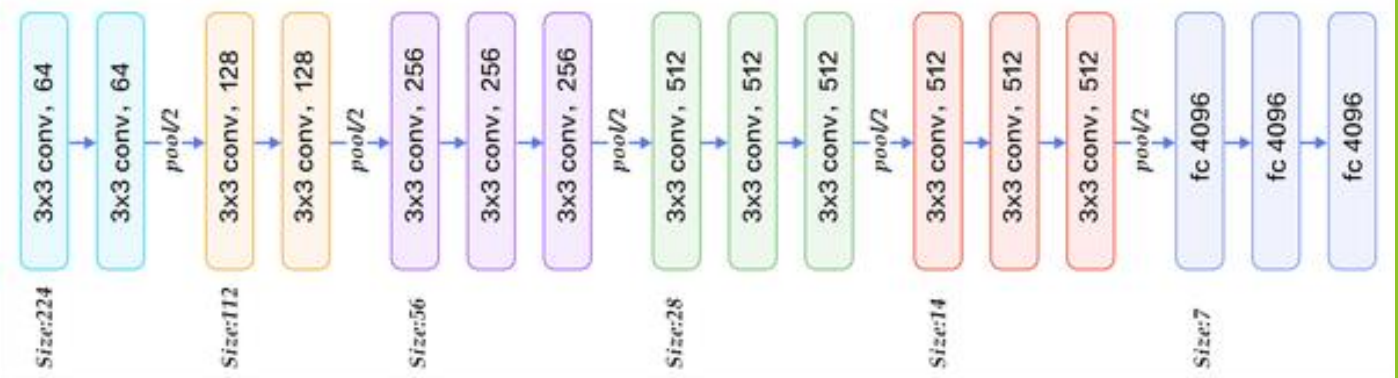 3x3 conv, 64
3x3 conv, 64
pool/2
3x3 conv, 128
3x3 conv, 128
pool/2
3x3 conv, 256
3x3 conv, 256
3x3 conv, 256
pool/2
3x3 conv, 512
3x3 conv, 512
3x3 conv, 512
pool/2
3x3 conv, 512
3x3 conv, 512
3x3 conv, 512
pool/2
fc 4096
fc 4096
fc 4096
Size:224
Size:112
Size:56
Size:28
Size:14
Size:7